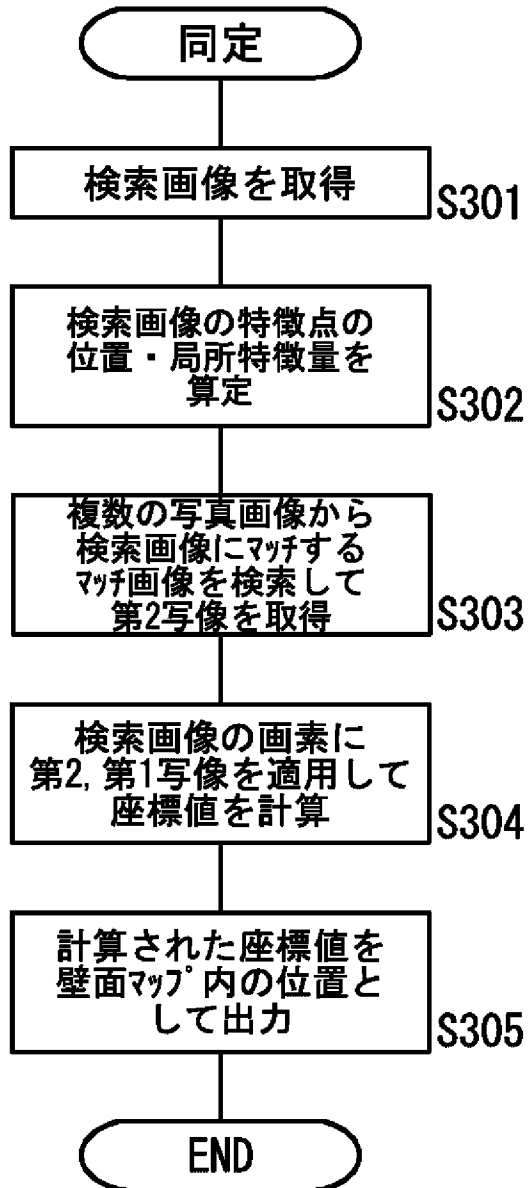 同定
検索画像を取得
S301
検索画像の特徴点の
位置・局所特徴量を
算定
S302
複数の写真画像から
検索画像にﾏｯﾁする
ﾏｯﾁ画像を検索して
第2写像を取得
S303
検索画像の画素に
第2,第1写像を適用して
座標値を計算
S304
計算された座標値を
壁面ﾏｯﾌﾟ内の位置と
して出力
S305
END